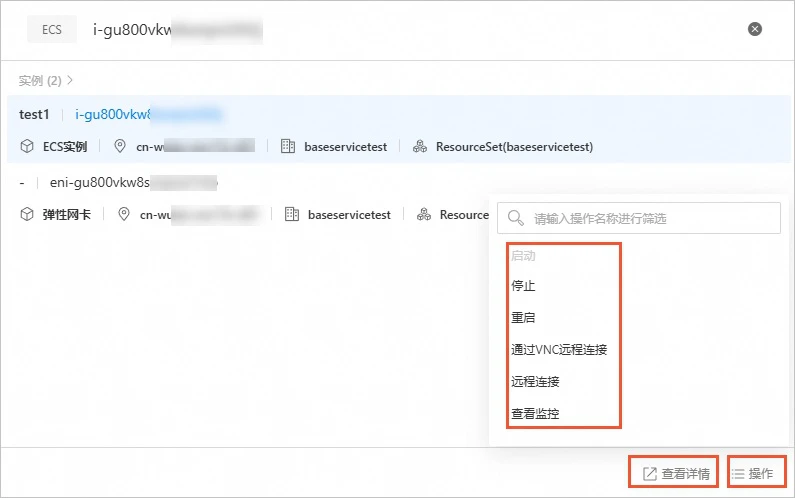 ECS i-gu800vkw
实例 (2) >
test1 i-gu800vkw8
ECS实例 cn-w baseservicetest ResourceSet(baseservicetest)
- eni-gu800vkw8s
弹性网卡 cn-wu baseservicetest Resource
请输入操作名称进行筛选
启动
停止
重启
通过VNC远程连接
远程连接
查看监控
查看详情 操作